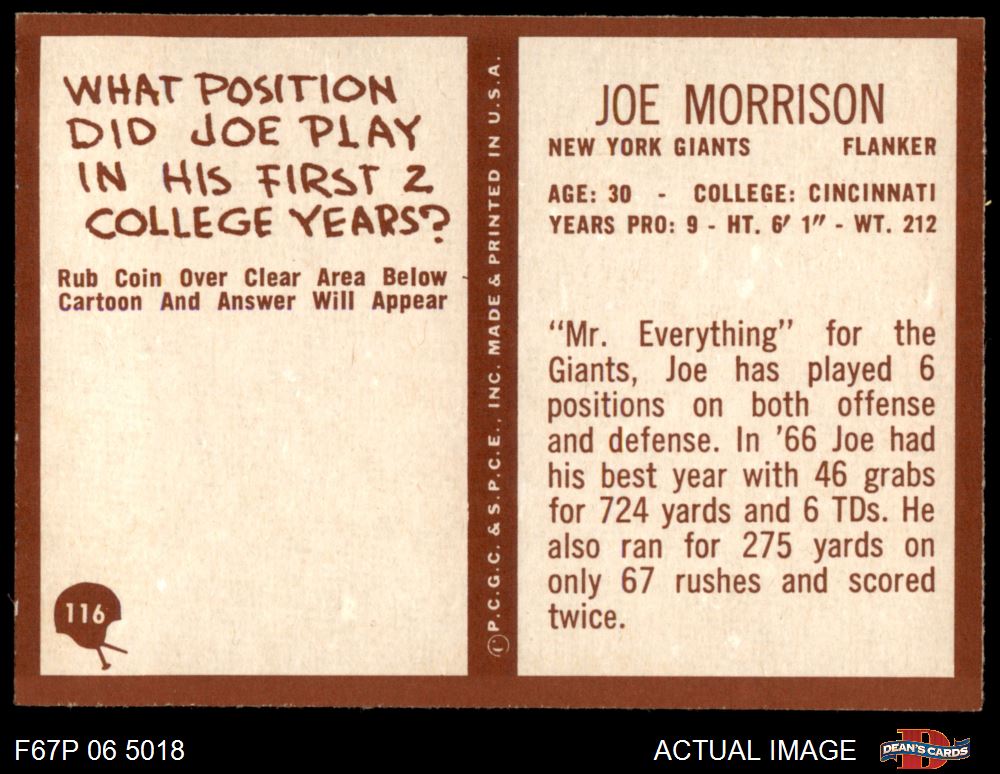 WHAT POSITION
DID JOE PLAY
IN HIS FIRST 2
COLLEGE YEARS?
Rub Coin Over Clear Area Below
Cartoon And Answer Will Appear
116
©P.C.G.C. & S.P.C.E., INC. MADE & PRINTED IN U.S.A.
JOE MORRISON
NEW YORK GIANTS FLANKER
AGE: 30 - COLLEGE: CINCINNATI
YEARS PRO: 9 - HT. 6' 1" - WT. 212
"Mr. Everything" for the
Giants, Joe has played 6
positions on both offense
and defense. In '66 Joe had
his best year with 46 grabs
for 724 yards and 6 TDs. He
also ran for 275 yards on
only 67 rushes and scored
twice.
F67P 06 5018
ACTUAL IMAGE
D
DEAN'S CARDS